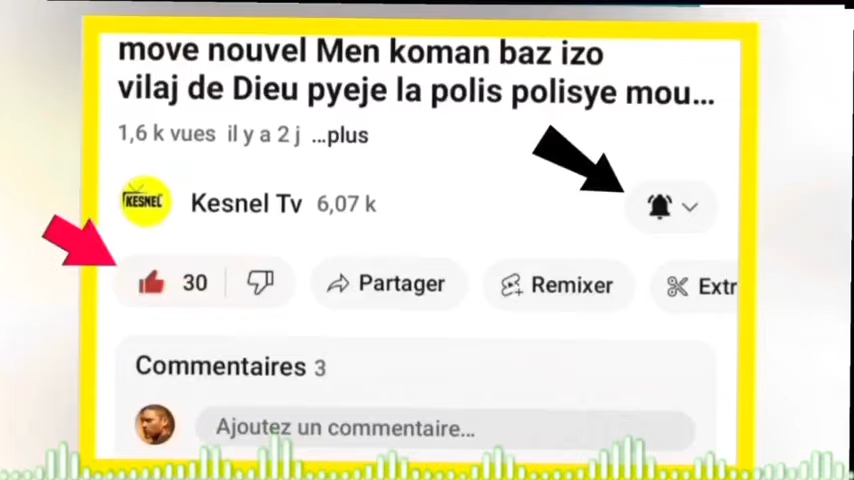 move nouvel Men koman baz izo
vilaj de Dieu pyeje la polis polisye mou...
1,6 k vues il y a 2 j ...plus
KESNEL
Kesnel Tv 6,07 k
30 Partager Remixer Extr
Commentaires 3
Ajoutez un commentaire...